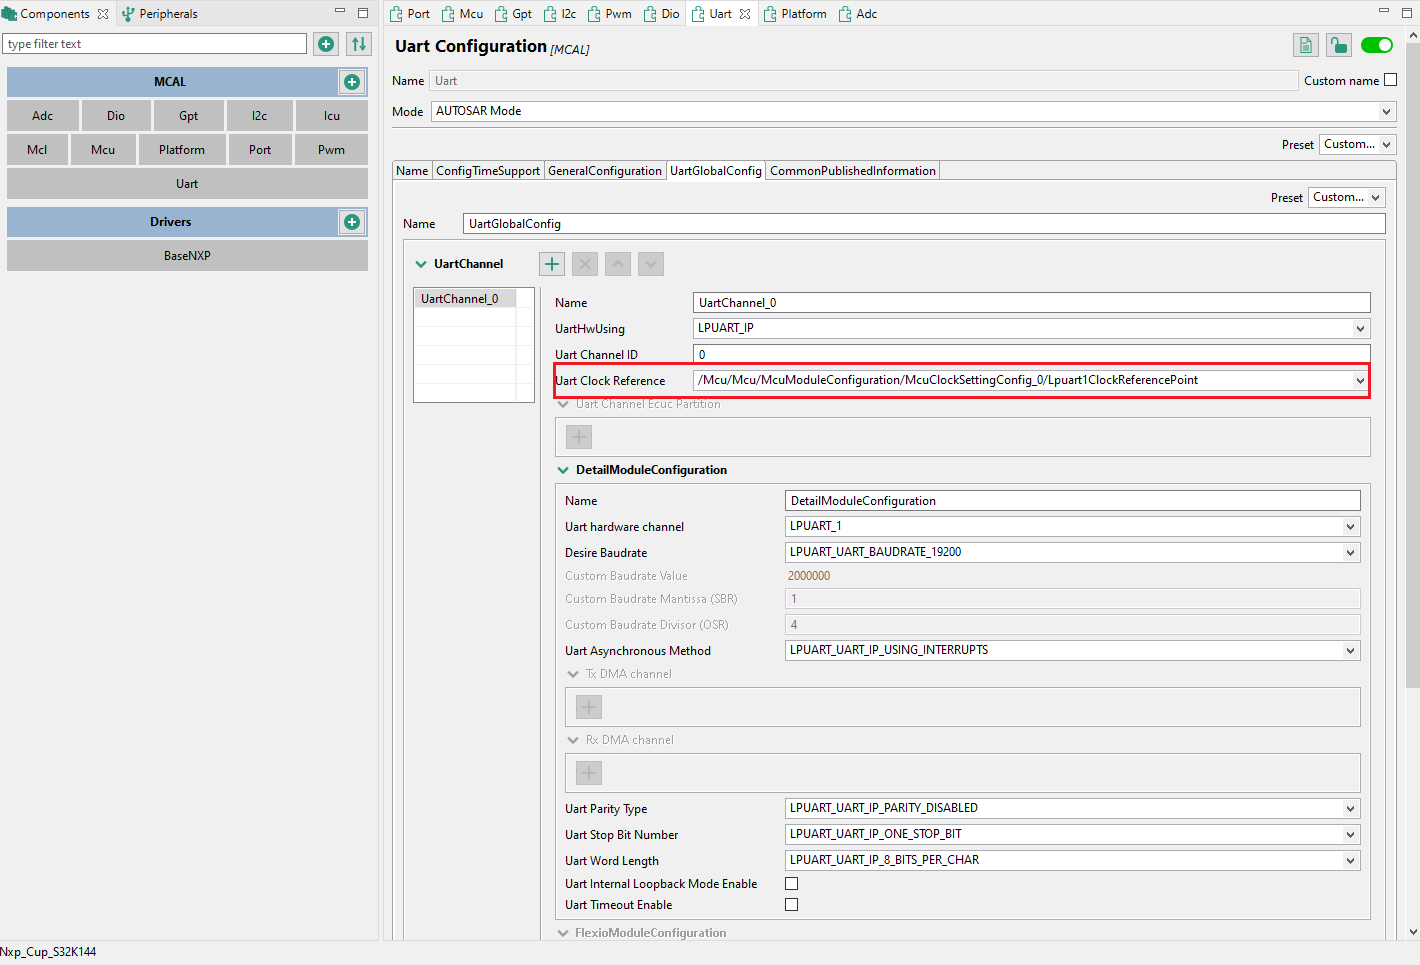 Components
Peripherals
type filter text
MCAL
Adc Dio Gpt I2c Icu
Mcl Mcu Platform Port Pwm
Uart
Drivers
BaseNXP
Port Mcu Gpt I2c Pwm Dio Uart Platform Adc
Uart Configuration [MCAL]
Name Uart Custom name
Mode AUTOSAR Mode
Preset Custom...
Name ConfigTimeSupport GeneralConfiguration UartGlobalConfig CommonPublishedInformation
Preset Custom...
Name UartGlobalConfig
UartChannel
UartChannel_0
Name UartChannel_0
UartHwUsing LPUART_IP
Uart Channel ID 0
Uart Clock Reference /Mcu/Mcu/McuModuleConfiguration/McuClockSettingConfig_0/Lpuart1ClockReferencePoint
Uart Channel Ecuc Partition
DetailModuleConfiguration
Name DetailModuleConfiguration
Uart hardware channel LPUART_1
Desire Baudrate LPUART_UART_BAUDRATE_19200
Custom Baudrate Value 2000000
Custom Baudrate Mantissa (SBR) 1
Custom Baudrate Divisor (OSR) 4
Uart Asynchronous Method LPUART_UART_IP_USING_INTERRUPTS
Tx DMA channel
Rx DMA channel
Uart Parity Type LPUART_UART_IP_PARITY_DISABLED
Uart Stop Bit Number LPUART_UART_IP_ONE_STOP_BIT
Uart Word Length LPUART_UART_IP_8_BITS_PER_CHAR
Uart Internal Loopback Mode Enable
Uart Timeout Enable
FlexioModuleConfiguration
Nxp_Cup_S32K144